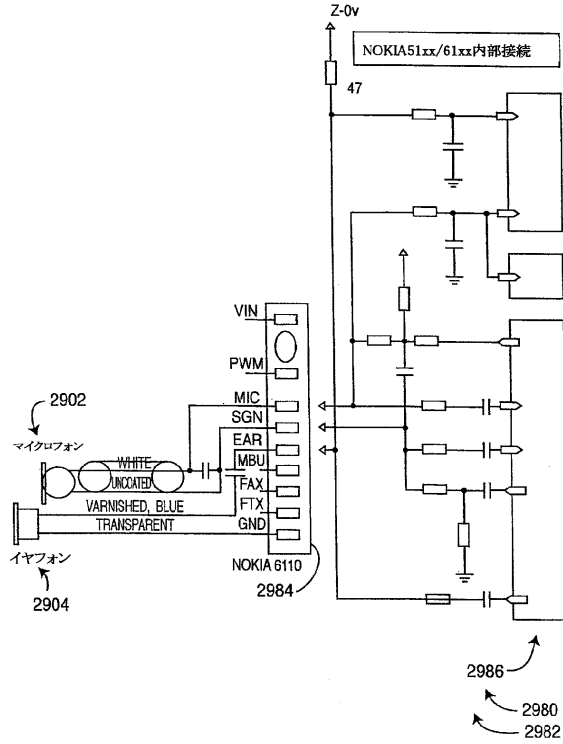 Z-0v
NOKIA51xx/61xx内部接続
47
VIN
PWM
MIC
SGN
EAR
MBU
FAX
FTX
GND
NOKIA 6110
2984
2902
マイクロフォン
WHITE
UNCOATED
VARNISHED, BLUE
TRANSPARENT
イヤフォン
2904
2986
2980
2982